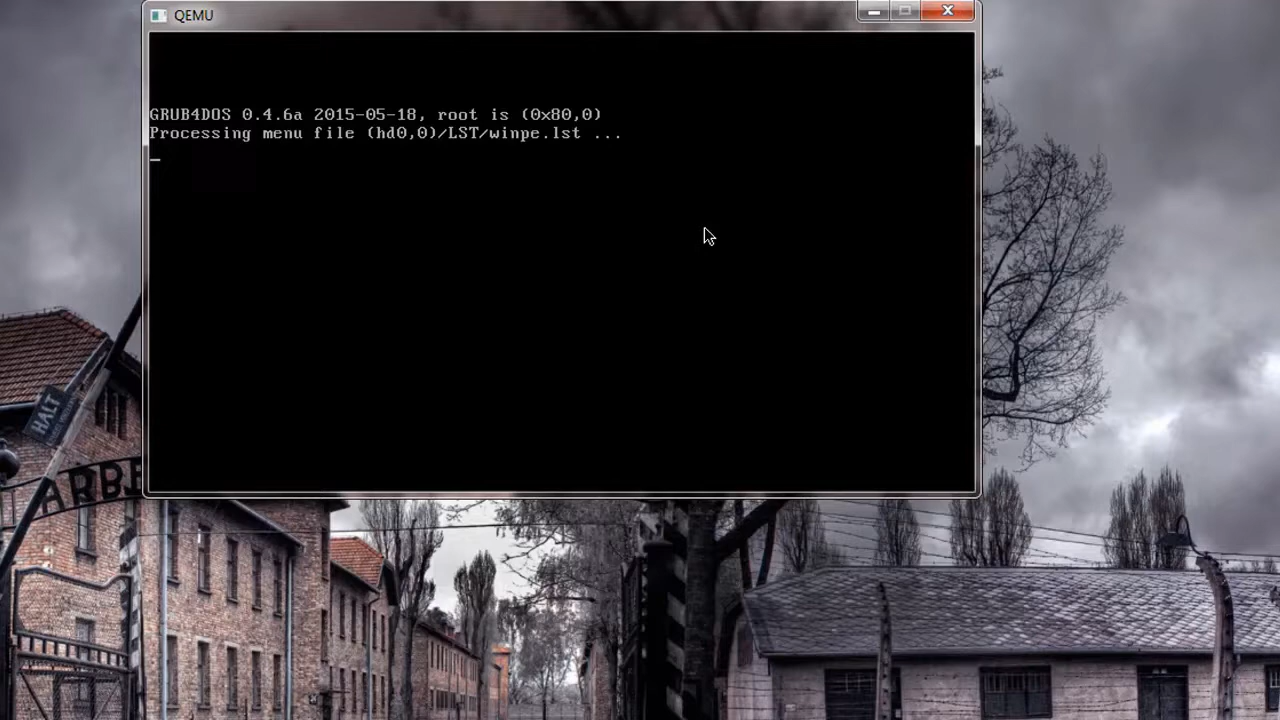 QEMU
GRUB4DOS 0.4.6a 2015-05-18, root is (0x80,0)
Processing menu file (hd0,0)/LST/winpe.lst ...
HALT
ARBE